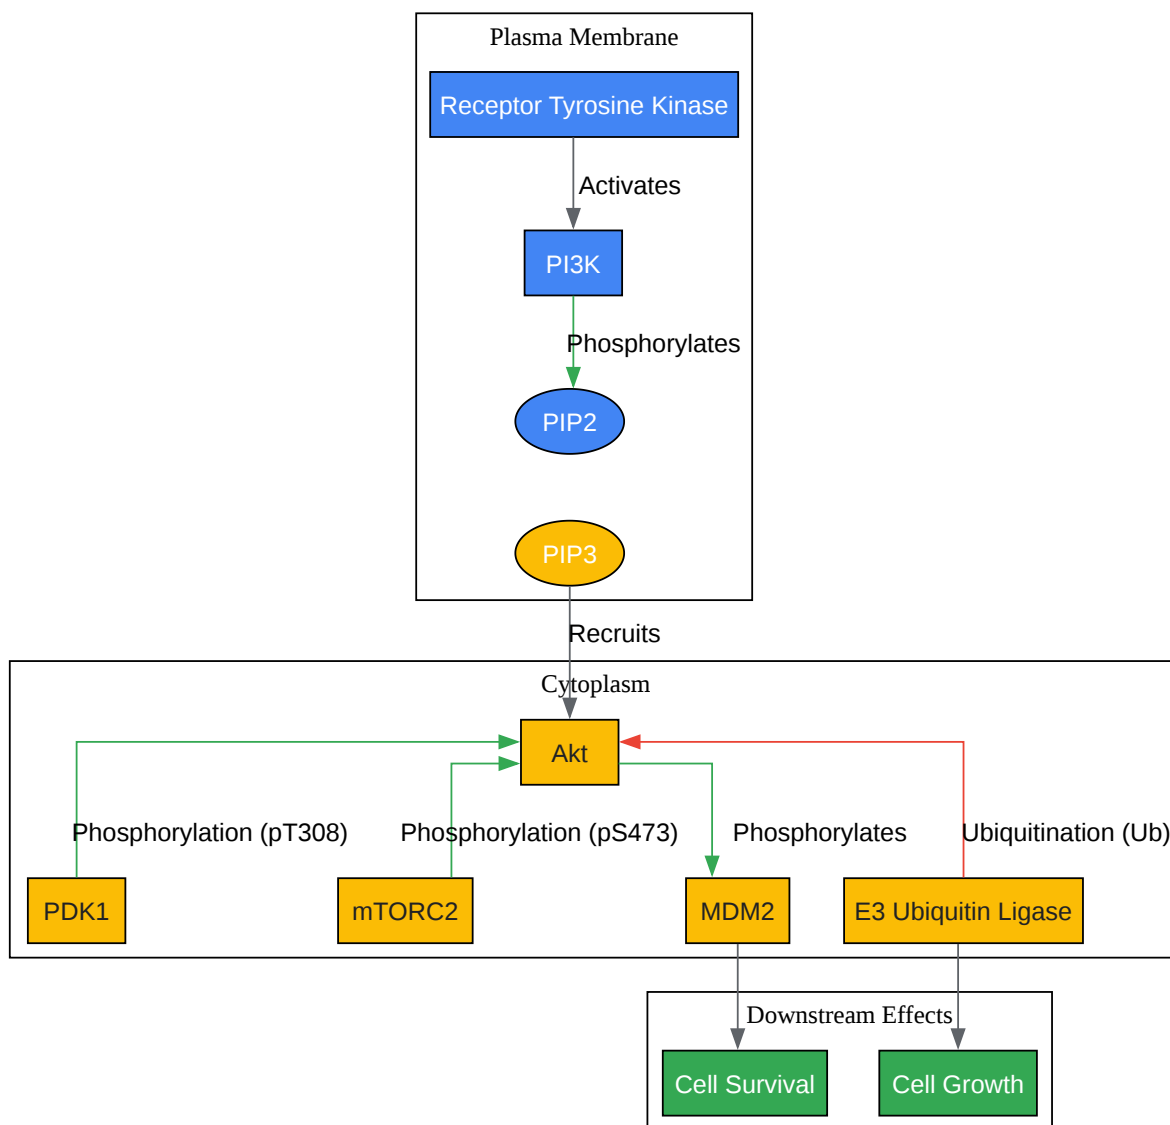 Plasma Membrane
Receptor Tyrosine Kinase
Activates
PI3K
Phosphorylates
PIP2
PIP3
Recruits
Cytoplasm
Akt
Phosphorylation (pT308)
Phosphorylation (pS473)
Phosphorylates
Ubiquitination (Ub)
PDK1
mTORC2
MDM2
E3 Ubiquitin Ligase
Downstream Effects
Cell Survival
Cell Growth